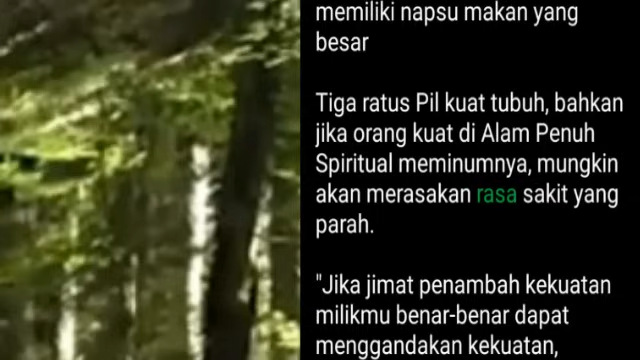 memiliki napsu makan yang
besar
Tiga ratus Pil kuat tubuh, bahkan
jika orang kuat di Alam Penuh
Spiritual meminumnya, mungkin
akan merasakan rasa sakit yang
parah.
"Jika jimat penambah kekuatan
milikmu benar-benar dapat
menggandakan kekuatan,